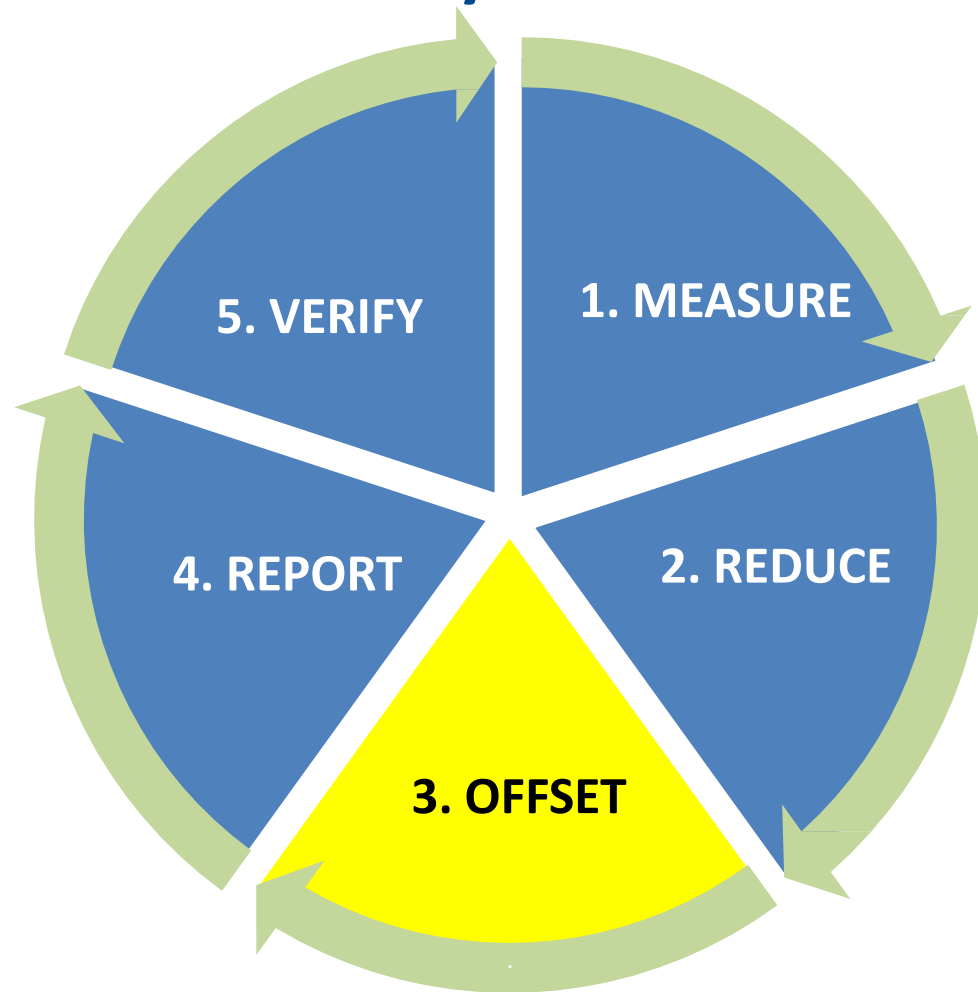 1. MEASURE
2. REDUCE
3. OFFSET
4. REPORT
5. VERIFY